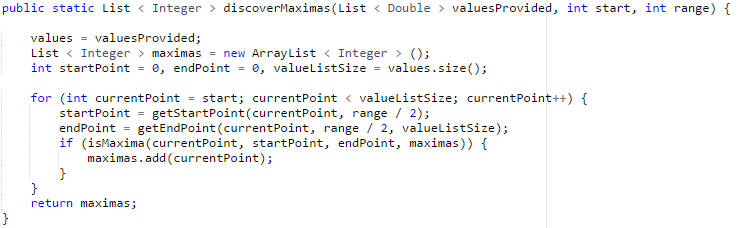 public static List < Integer > discoverMaximas(List < Double > valuesProvided, int start, int range) {
values = valuesProvided;
List < Integer > maximas = new ArrayList < Integer > ();
int startPoint = 0, endPoint = 0, valueListSize = values.size();
for (int currentPoint = start; currentPoint < valueListSize; currentPoint++) {
startPoint = getStartPoint(currentPoint, range / 2);
endPoint = getEndPoint(currentPoint, range / 2, valueListSize);
if (isMaxima(currentPoint, startPoint, endPoint, maximas)) {
maximas.add(currentPoint);
}
}
return maximas;
}